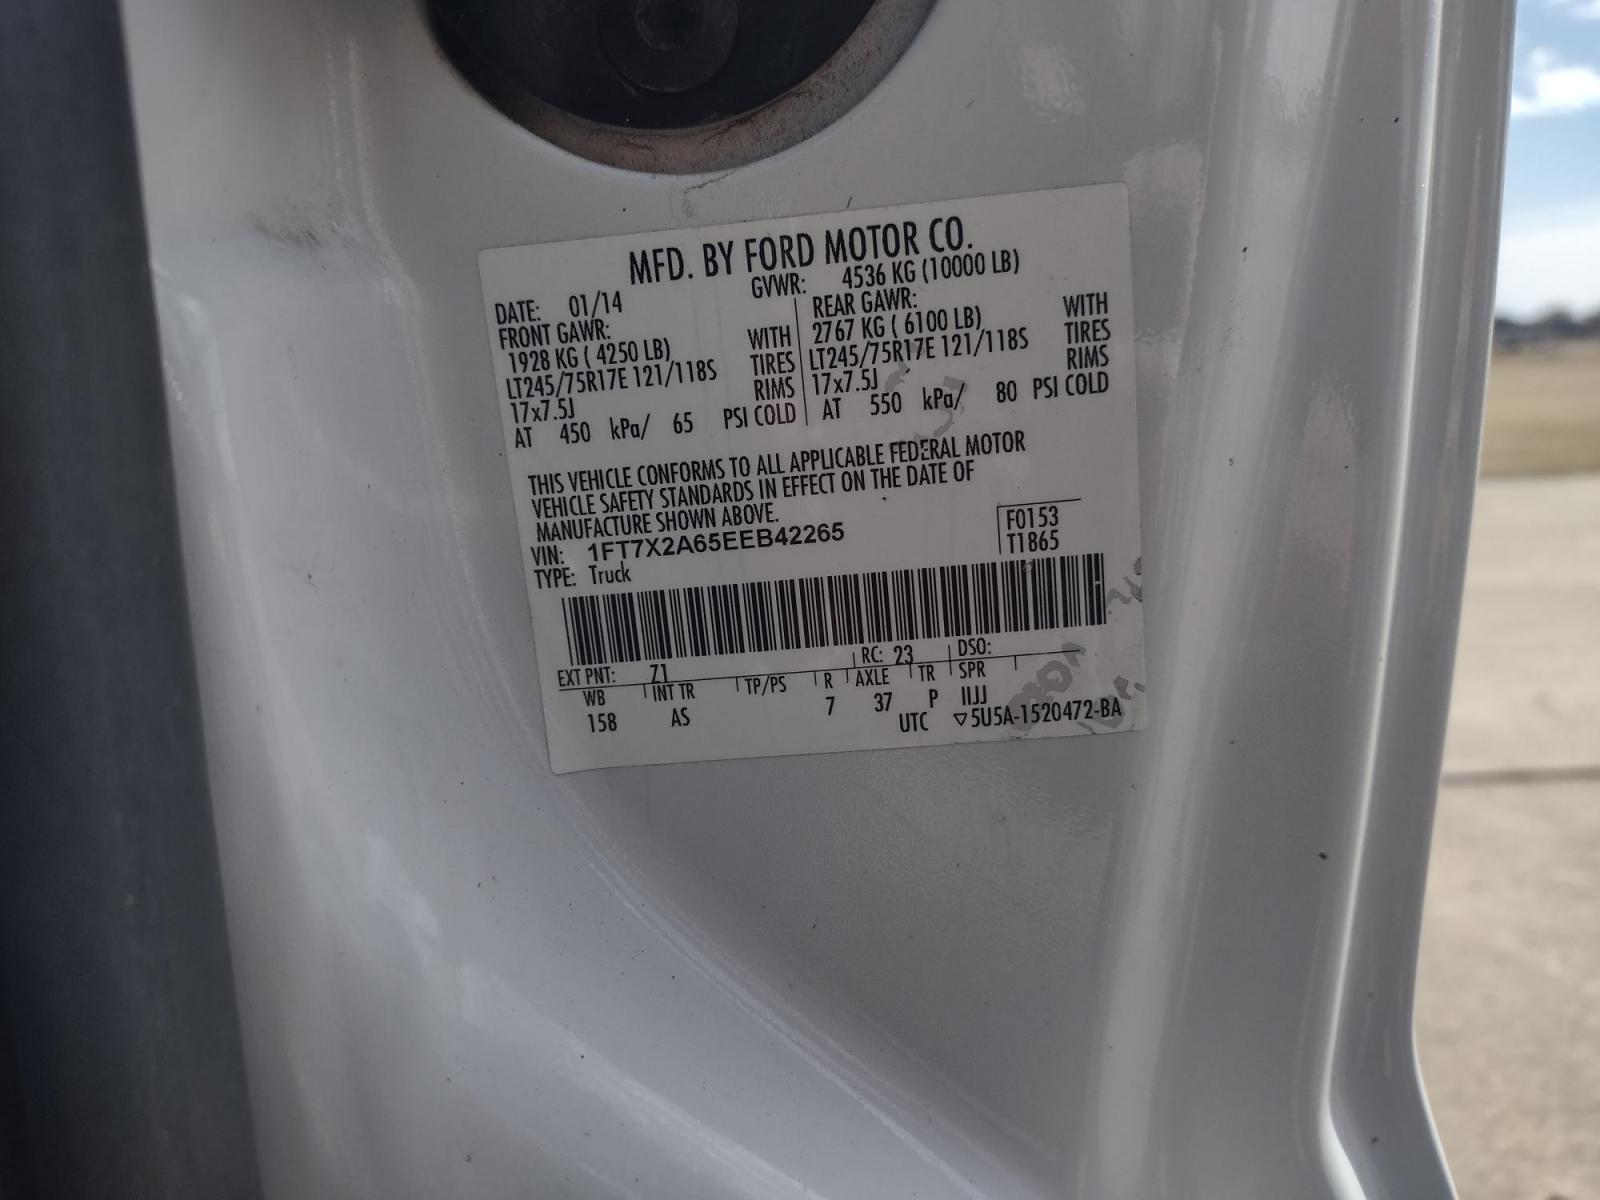 MFD. BY FORD MOTOR CO.
DATE: 01/14 GVWR: 4536 KG (10000 LB)
FRONT GAWR: REAR GAWR:
1928 KG ( 4250 LB) WITH 2767 KG ( 6100 LB) WITH
LT245/75R17E 121/118S TIRES LT245/75R17E 121/118S TIRES
17x7.5J RIMS 17x7.5J RIMS
AT 450 kPa/ 65 PSI COLD AT 550 kPa/ 80 PSI COLD
THIS VEHICLE CONFORMS TO ALL APPLICABLE FEDERAL MOTOR
VEHICLE SAFETY STANDARDS IN EFFECT ON THE DATE OF
MANUFACTURE SHOWN ABOVE.
VIN: 1FT7X2A65EEB42265 F0153
TYPE: Truck T1865
EXT PNT: Z1 RC: 23 DSO:
WB INT TR TP/PS R AXLE TR SPR
158 AS 7 37 P IIJJ
UTC ▽5U5A-1520472-BA